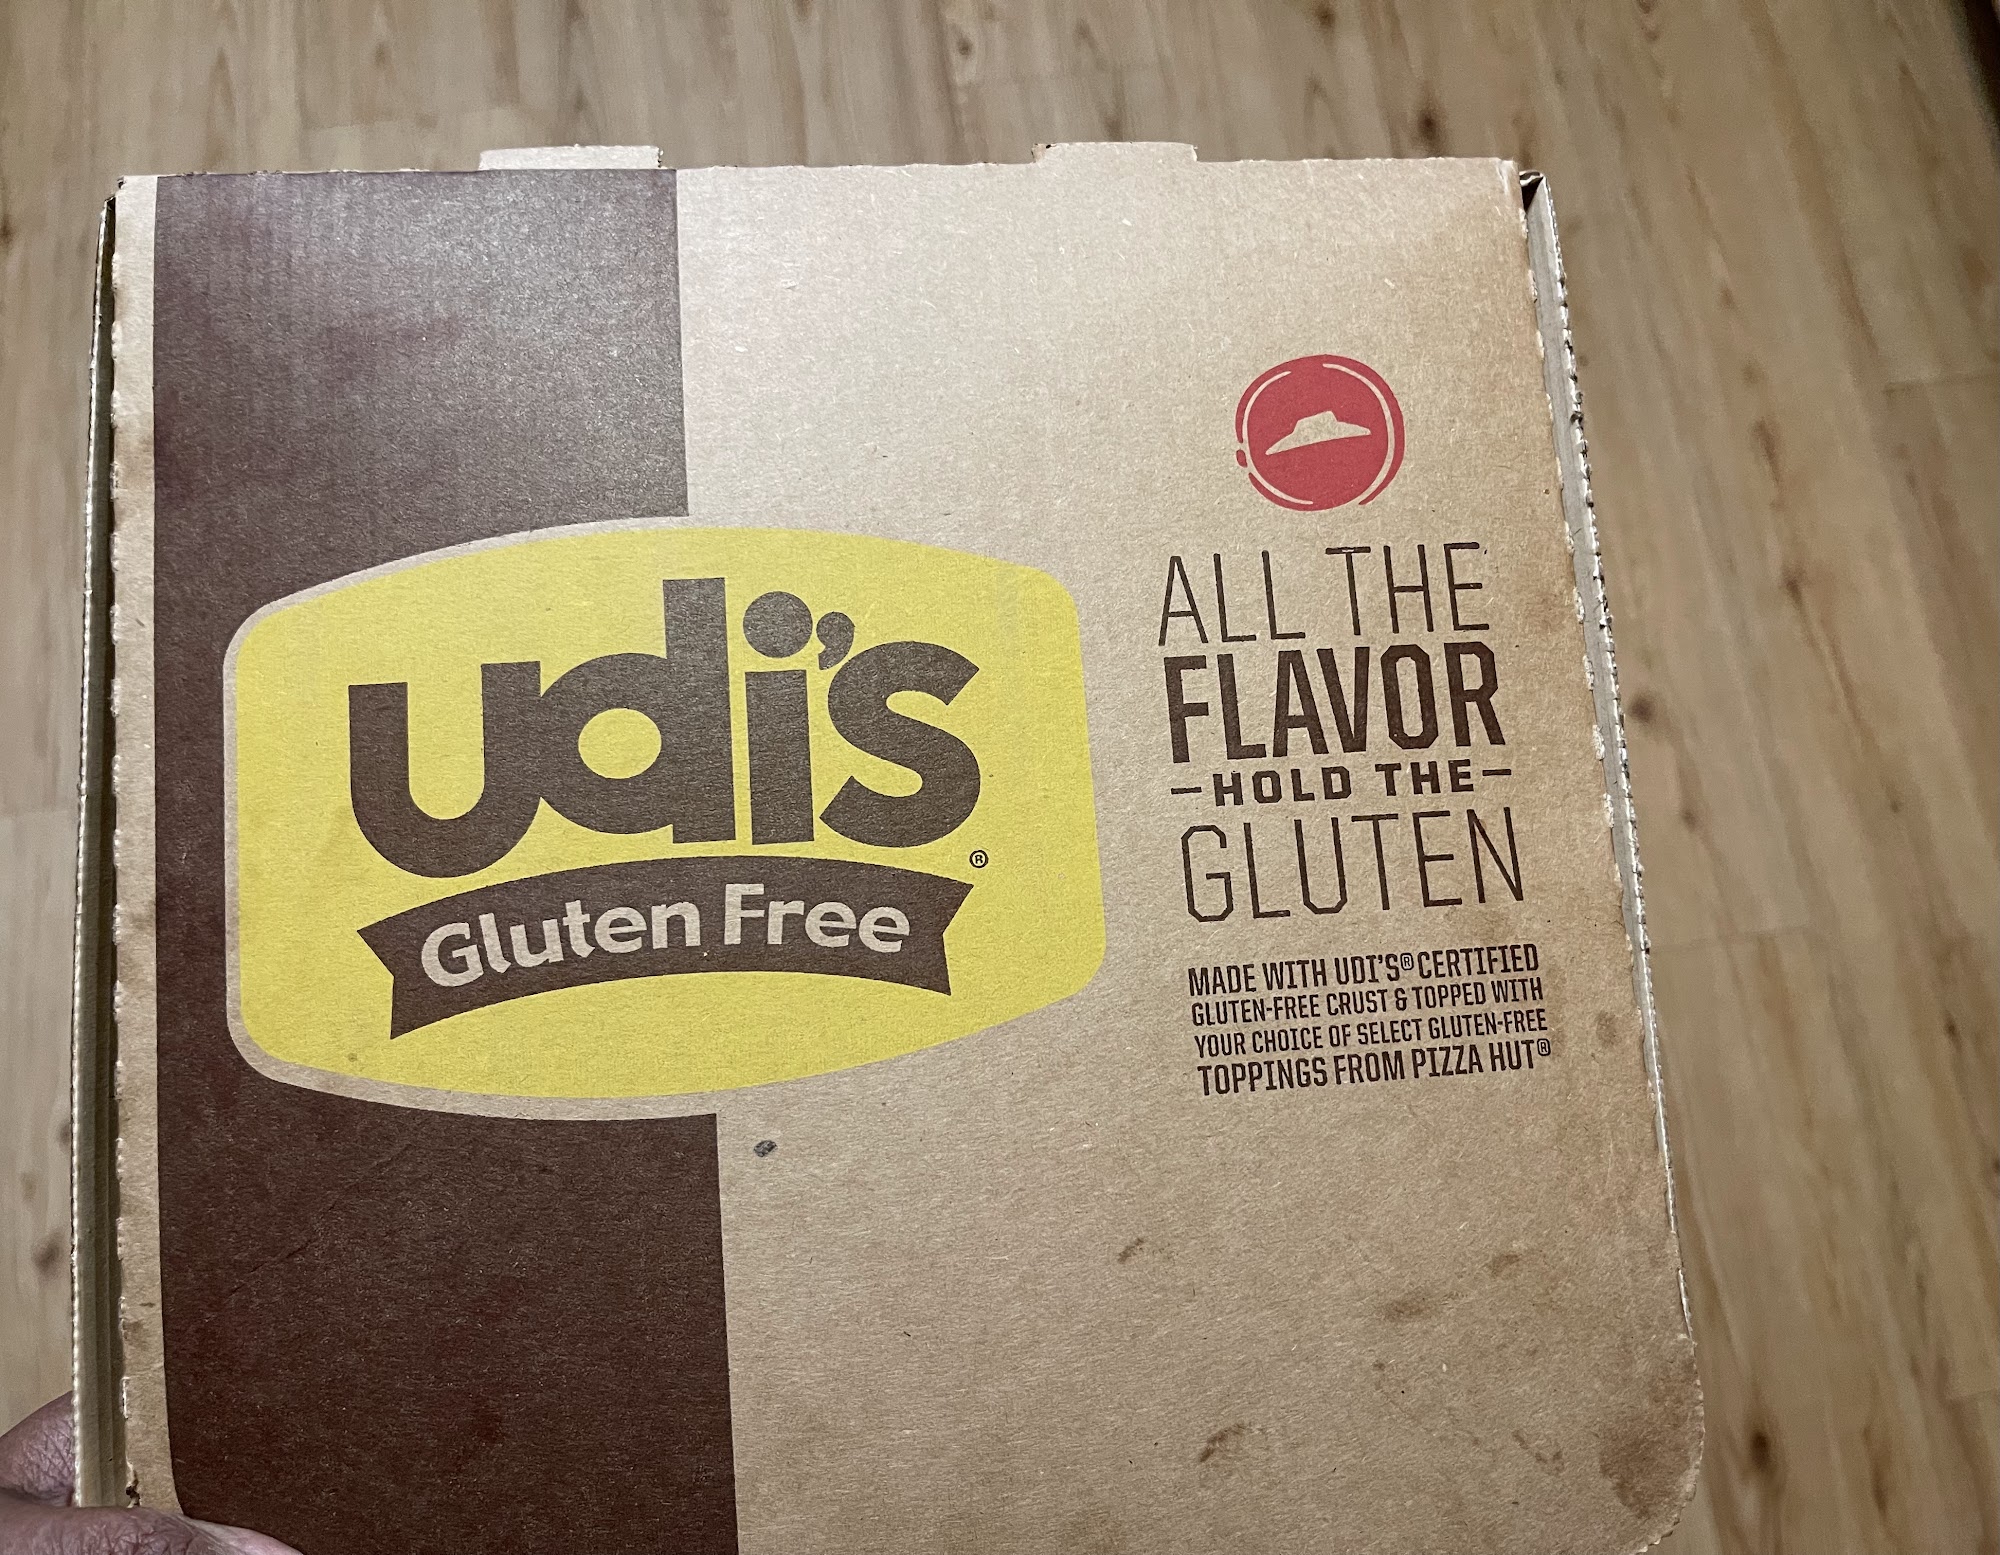 udi's®
Gluten Free
ALL THE
FLAVOR
-HOLD THE-
GLUTEN
MADE WITH UDI'S® CERTIFIED
GLUTEN-FREE CRUST & TOPPED WITH
YOUR CHOICE OF SELECT GLUTEN-FREE
TOPPINGS FROM PIZZA HUT®